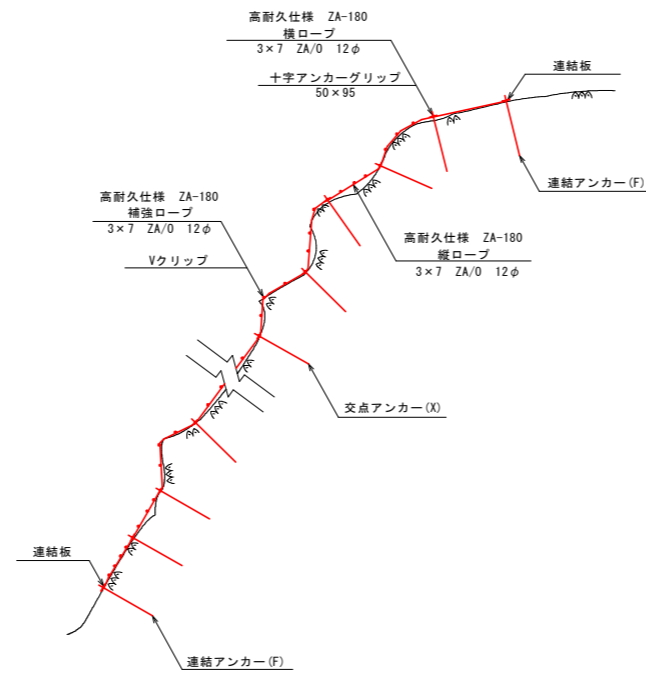 高耐久仕様 ZA-180
横ロープ
3×7 ZA/O 12φ
十字アンカーグリップ
50×95
連結板
連結アンカー(F)
高耐久仕様 ZA-180
補強ロープ
3×7 ZA/O 12φ
Vクリップ
高耐久仕様 ZA-180
縦ロープ
3×7 ZA/O 12φ
交点アンカー(X)
連結板
連結アンカー(F)